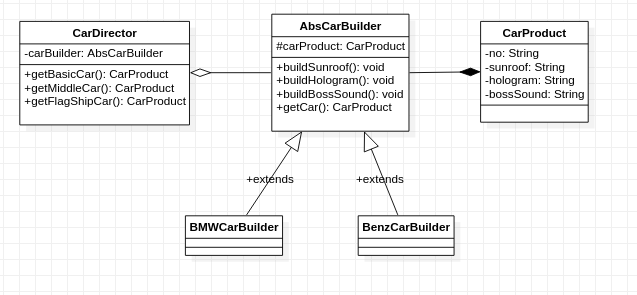 CarDirector
-carBuilder: AbsCarBuilder
+getBasicCar(): CarProduct
+getMiddleCar(): CarProduct
+getFlagShipCar: CarProduct
AbsCarBuilder
#carProduct: CarProduct
+buildSunroof(): void
+buildHologram(): void
+buildBossSound(): void
+getCar(): CarProduct
CarProduct
-no: String
-sunroof: String
-hologram: String
-bossSound: String
+extends
+extends
BMWCarBuilder
BenzCarBuilder